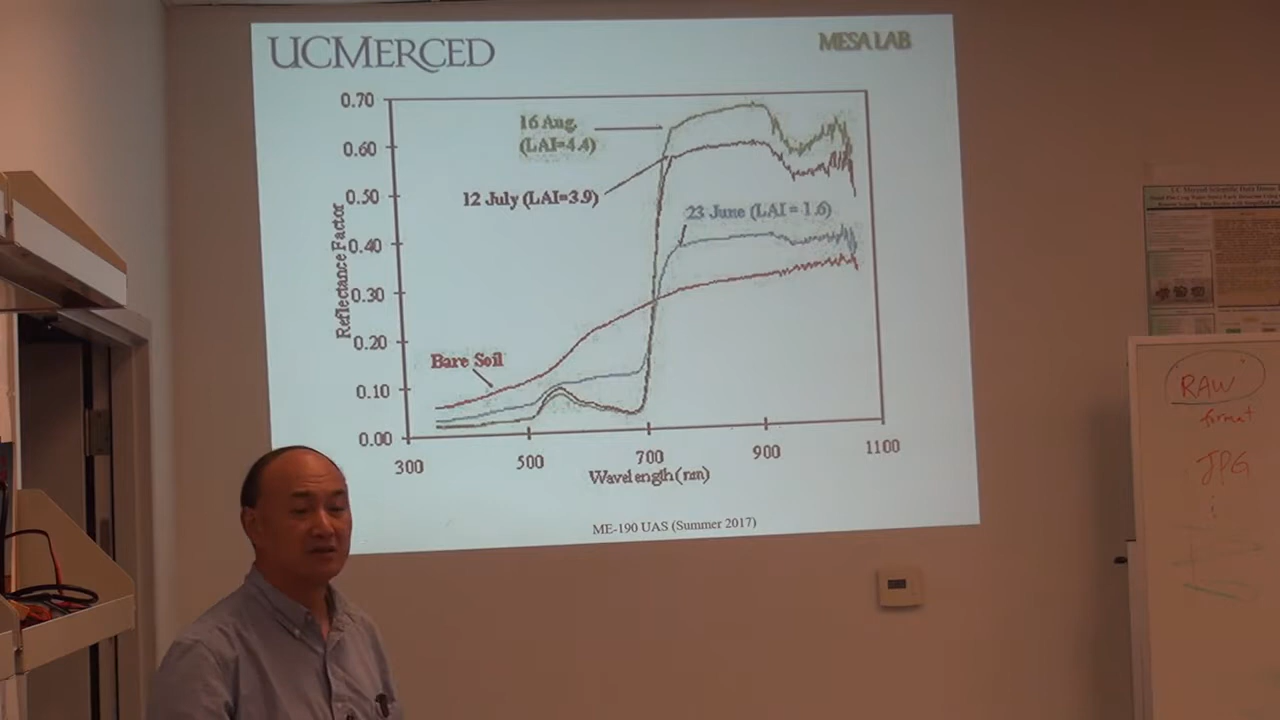 UCMERCED
MESA LAB
0.70
0.60
0.50
0.40
0.30
0.20
0.10
0.00
Reflectance Factor
16 Aug.
(LAI=4.4)
12 July (LAI=3.9)
23 June (LAI = 1.6)
Bare Soil
300
500
700
900
1100
Wavelength (nm)
ME-190 UAS (Summer 2017)
RAW
format
JPG